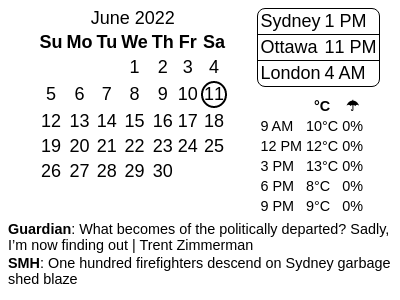 June 2022
Su Mo Tu We Th Fr Sa
1 2 3 4
5 6 7 8 9 10 11
12 13 14 15 16 17 18
19 20 21 22 23 24 25
26 27 28 29 30
Sydney 1 PM
Ottawa 11 PM
London 4 AM
°C ☂
9 AM 10°C 0%
12 PM 12°C 0%
3 PM 13°C 0%
6 PM 8°C 0%
9 PM 9°C 0%
Guardian: What becomes of the politically departed? Sadly,
I'm now finding out | Trent Zimmerman
SMH: One hundred firefighters descend on Sydney garbage
shed blaze